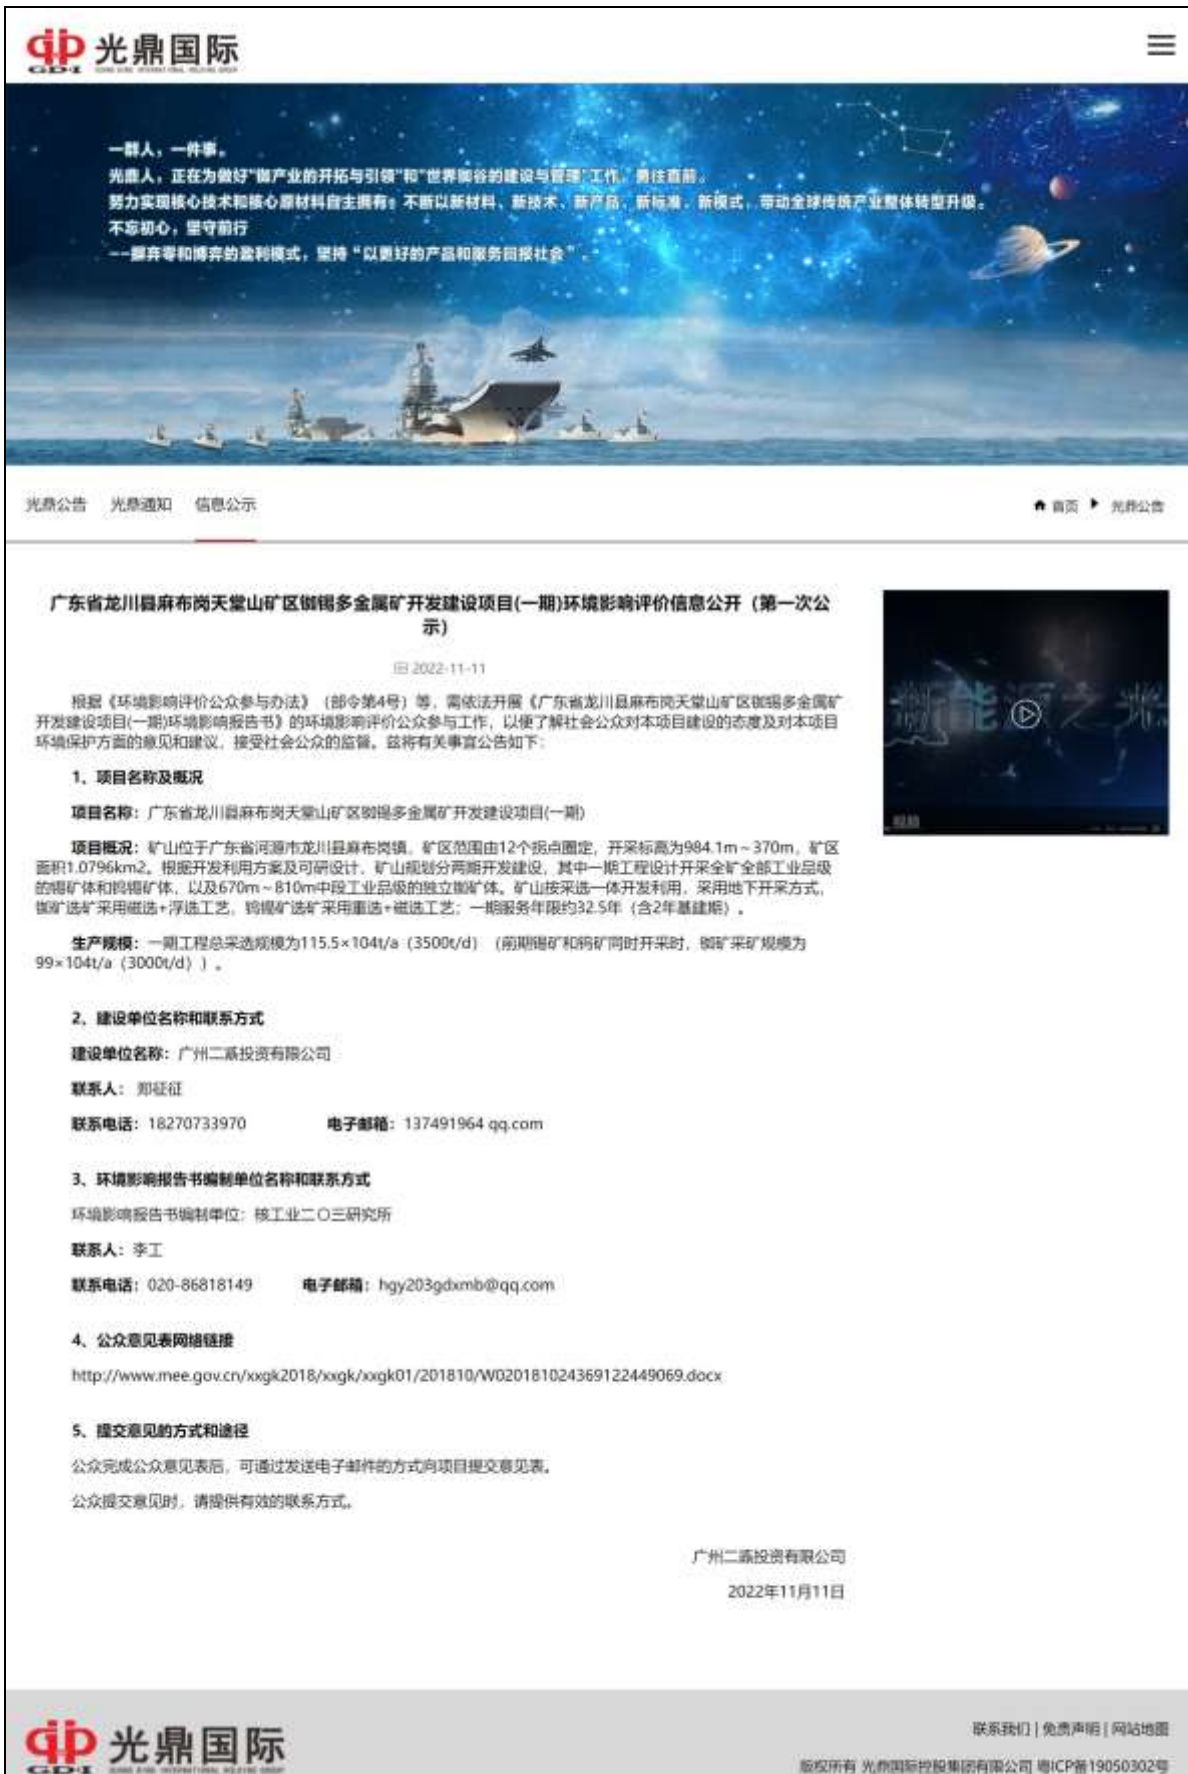 光鼎国际
GDI
一群人，一件事。
光鼎人，正在为做好"铷产业的开拓与引领"和"世界铷谷的建设与管理"工作，勇往直前。
努力实现核心技术和核心原材料自主拥有；不断以新材料、新技术、新产品、新标准、新模式，带动全球传统产业整体转型升级。
不忘初心，坚守前行
--摒弃零和博弈的盈利模式，坚持“以更好的产品和服务回报社会”。
光鼎公告 光鼎通知 信息公示
首页 光鼎公告
广东省龙川县麻布岗天堂山矿区铷锡多金属矿开发建设项目(一期)环境影响评价信息公开（第一次公
示）
2022-11-11
根据《环境影响评价公众参与办法》（部令第4号）等，需依法开展《广东省龙川县麻布岗天堂山矿区铷锡多金属矿
开发建设项目(一期)环境影响报告书》的环境影响评价公众参与工作，以便了解社会公众对本项目建设的态度及对本项目
环境保护方面的意见和建议，接受社会公众的监督。兹将有关事宜公告如下：
新能源之光
1、项目名称及概况
项目名称：广东省龙川县麻布岗天堂山矿区铷锡多金属矿开发建设项目(一期)
项目概况：矿山位于广东省河源市龙川县麻布岗镇，矿区范围由12个拐点圈定，开采标高为984.1m～370m，矿区
面积1.0796km2。根据开发利用方案及可研设计，矿山规划分两期开发建设，其中一期工程设计开采全矿全部工业品级
的锡矿体和钨锡矿体，以及670m～810m中段工业品级的独立铷矿体。矿山按采选一体开发利用，采用地下开采方式，
铷矿选矿采用磁选+浮选工艺，钨锡矿选矿采用重选+磁选工艺；一期服务年限约32.5年（含2年基建期）。
生产规模：一期工程总采选规模为115.5×104t/a（3500t/d）（前期锡矿和钨矿同时开采时，铷矿采矿规模为
99×104t/a（3000t/d））。
2、建设单位名称和联系方式
建设单位名称：广州二高投资有限公司
联系人：郑征征
联系电话：18270733970 电子邮箱：137491964 qq.com
3、环境影响报告书编制单位名称和联系方式
环境影响报告书编制单位：核工业二〇三研究所
联系人：李工
联系电话：020-86818149 电子邮箱：hgy203gdxmb@qq.com
4、公众意见表网络链接
http://www.mee.gov.cn/xxgk2018/xxgk/xxgk01/201810/W020181024369122449069.docx
5、提交意见的方式和途径
公众完成公众意见表后，可通过发送电子邮件的方式向项目提交意见表。
公众提交意见时，请提供有效的联系方式。
广州二高投资有限公司
2022年11月11日
光鼎国际
GDI
联系我们 | 免责声明 | 网站地图
版权所有 光鼎国际控股集团有限公司 粤ICP备19050302号